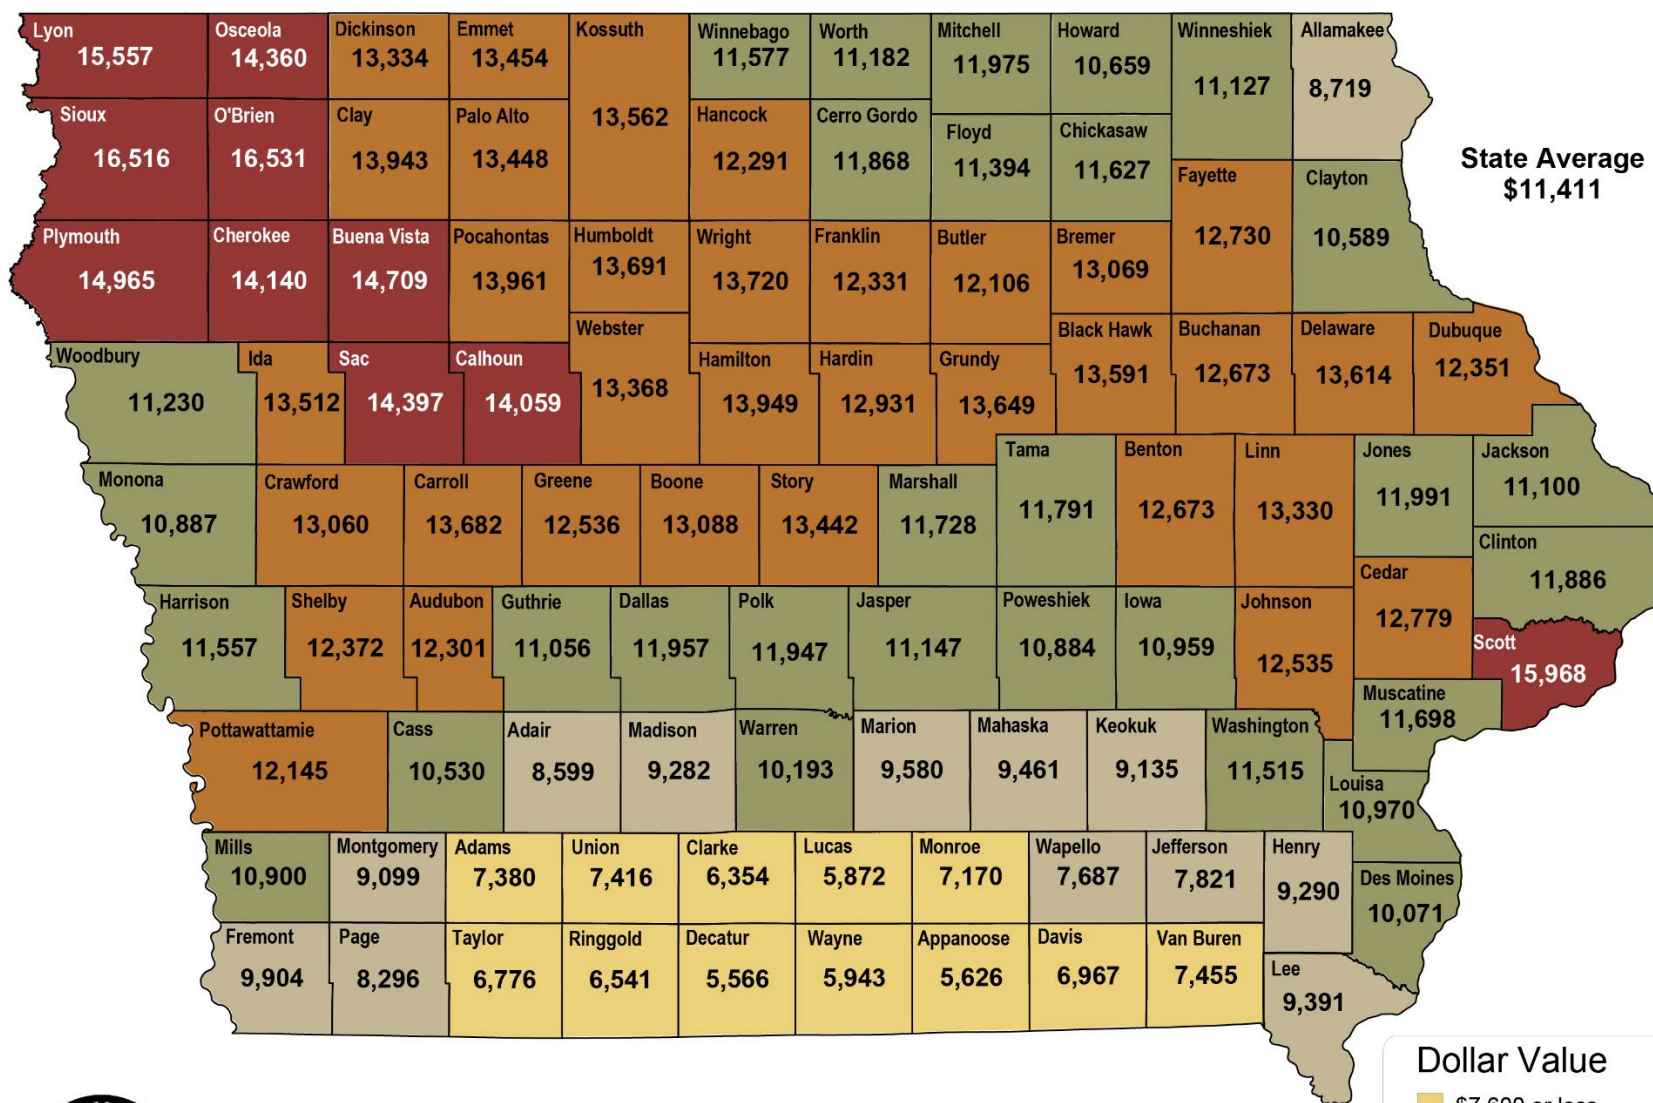 Lyon
15,557
Osceola
14,360
Dickinson
13,334
Emmet
13,454
Kossuth
13,562
Winnebago
11,577
Worth
11,182
Mitchell
11,975
Howard
10,659
Winneshiek
11,127
Allamakee
8,719
Sioux
16,516
O'Brien
16,531
Clay
13,943
Palo Alto
13,448
Hancock
12,291
Cerro Gordo
11,868
Floyd
11,394
Chickasaw
11,627
State Average
$11,411
Fayette
12,730
Clayton
10,589
Plymouth
14,965
Cherokee
14,140
Buena Vista
14,709
Pocahontas
13,961
Humboldt
13,691
Wright
13,720
Franklin
12,331
Butler
12,106
Bremer
13,069
Woodbury
11,230
Ida
13,512
Sac
14,397
Calhoun
14,059
Webster
13,368
Hamilton
13,949
Hardin
12,931
Grundy
13,649
Black Hawk
13,591
Buchanan
12,673
Delaware
13,614
Dubuque
12,351
Monona
10,887
Crawford
13,060
Carroll
13,682
Greene
12,536
Boone
13,088
Story
13,442
Marshall
11,728
Tama
11,791
Benton
12,673
Linn
13,330
Jones
11,991
Jackson
11,100
Clinton
11,886
Harrison
11,557
Shelby
12,372
Audubon
12,301
Guthrie
11,056
Dallas
11,957
Polk
11,947
Jasper
11,147
Poweshiek
10,884
Iowa
10,959
Johnson
12,535
Cedar
12,779
Scott
15,968
Muscatine
11,698
Pottawattamie
12,145
Cass
10,530
Adair
8,599
Madison
9,282
Warren
10,193
Marion
9,580
Mahaska
9,461
Keokuk
9,135
Washington
11,515
Louisa
10,970
Mills
10,900
Montgomery
9,099
Adams
7,380
Union
7,416
Clarke
6,354
Lucas
5,872
Monroe
7,170
Wapello
7,687
Jefferson
7,821
Henry
9,290
Des Moines
10,071
Fremont
9,904
Page
8,296
Taylor
6,776
Ringgold
6,541
Decatur
5,566
Wayne
5,943
Appanoose
5,626
Davis
6,967
Van Buren
7,455
Lee
9,391
Dollar Value